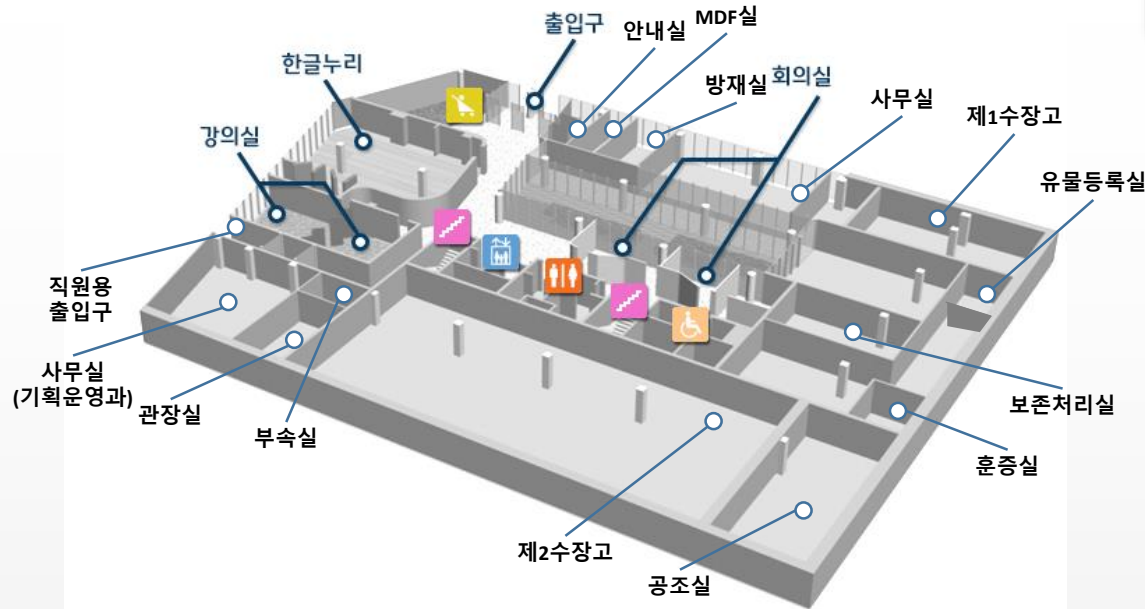 출입구
안내실
MDF실
한글누리
방재실
회의실
사무실
제1수장고
강의실
유물등록실
직원용
출입구
사무실
(기획운영과)
관장실
부속실
보존처리실
훈증실
제2수장고
공조실